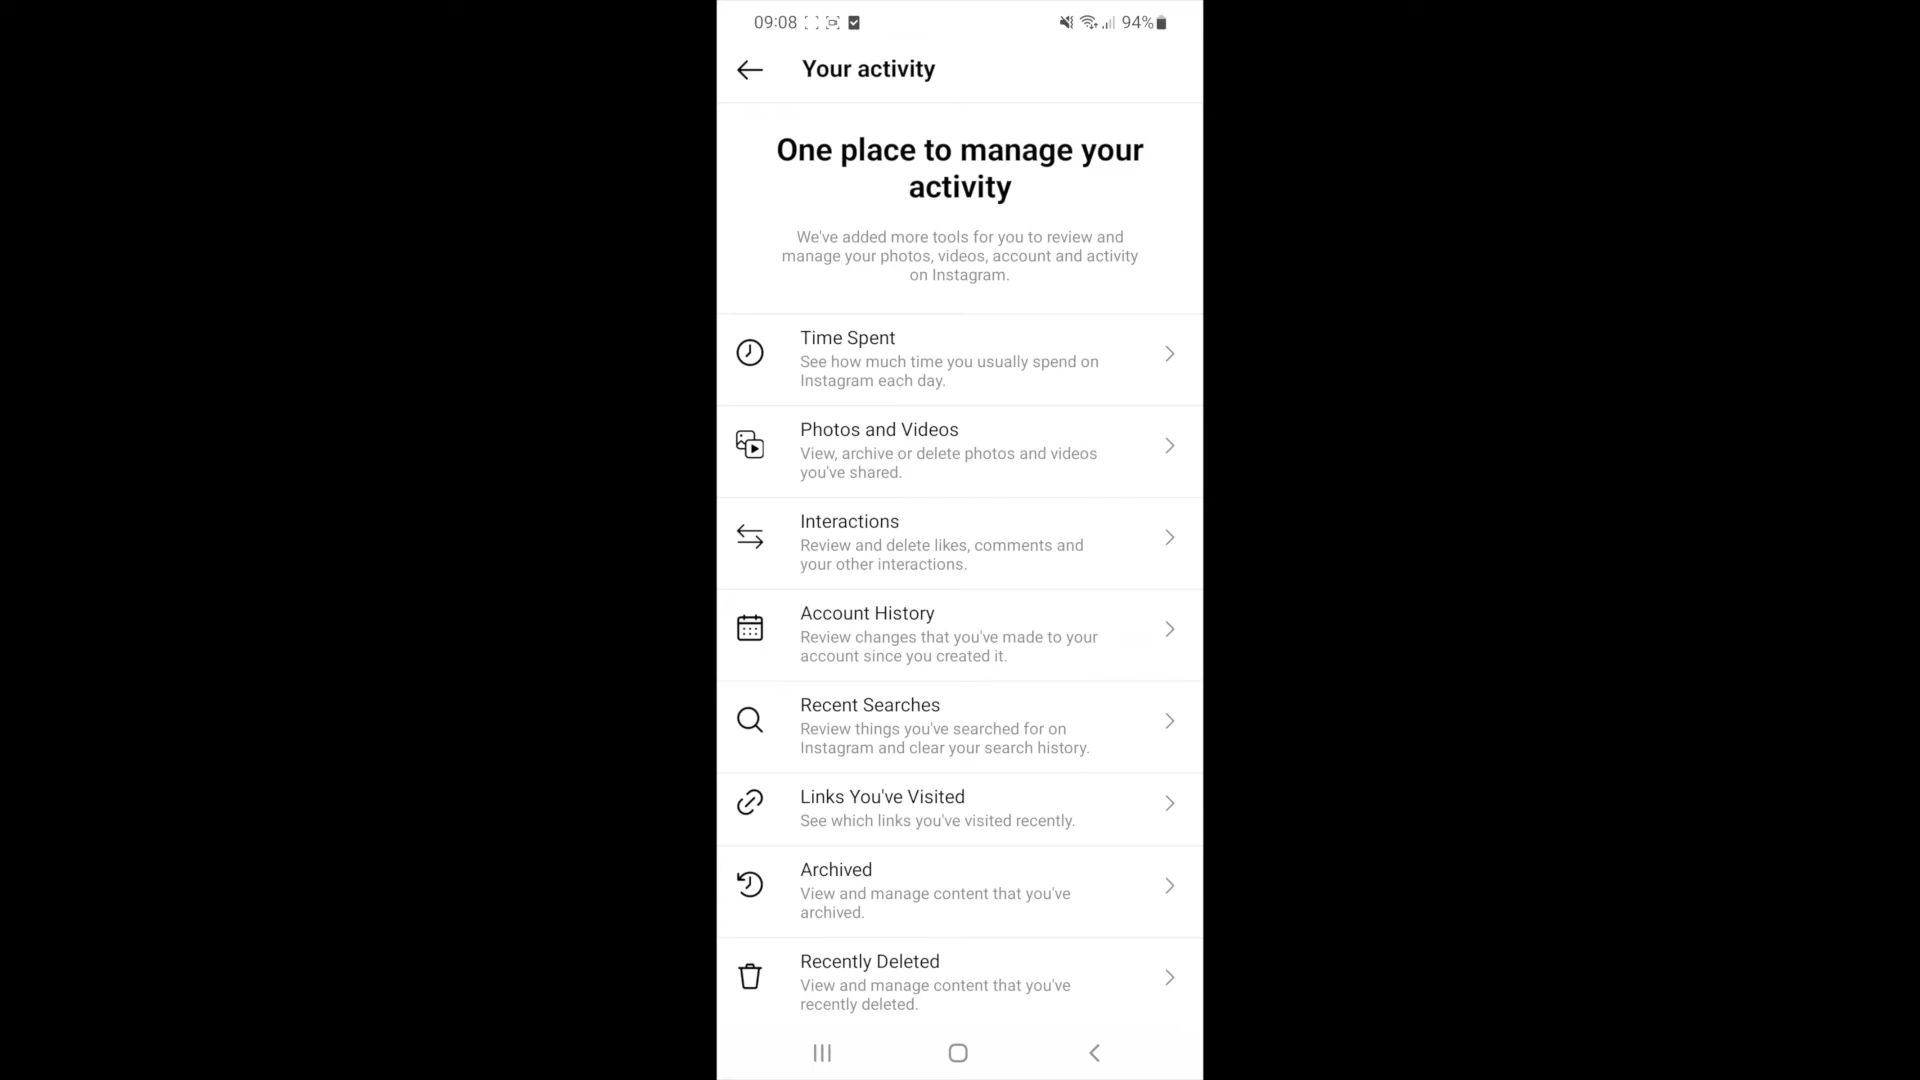 09:08 94%
Your activity
One place to manage your
activity
We've added more tools for you to review and
manage your photos, videos, account and activity
on Instagram.
Time Spent
See how much time you usually spend on
Instagram each day.
Photos and Videos
View, archive or delete photos and videos
you've shared.
Interactions
Review and delete likes, comments and
your other interactions.
Account History
Review changes that you've made to your
account since you created it.
Recent Searches
Review things you've searched for on
Instagram and clear your search history.
Links You've Visited
See which links you've visited recently.
Archived
View and manage content that you've
archived.
Recently Deleted
View and manage content that you've
recently deleted.